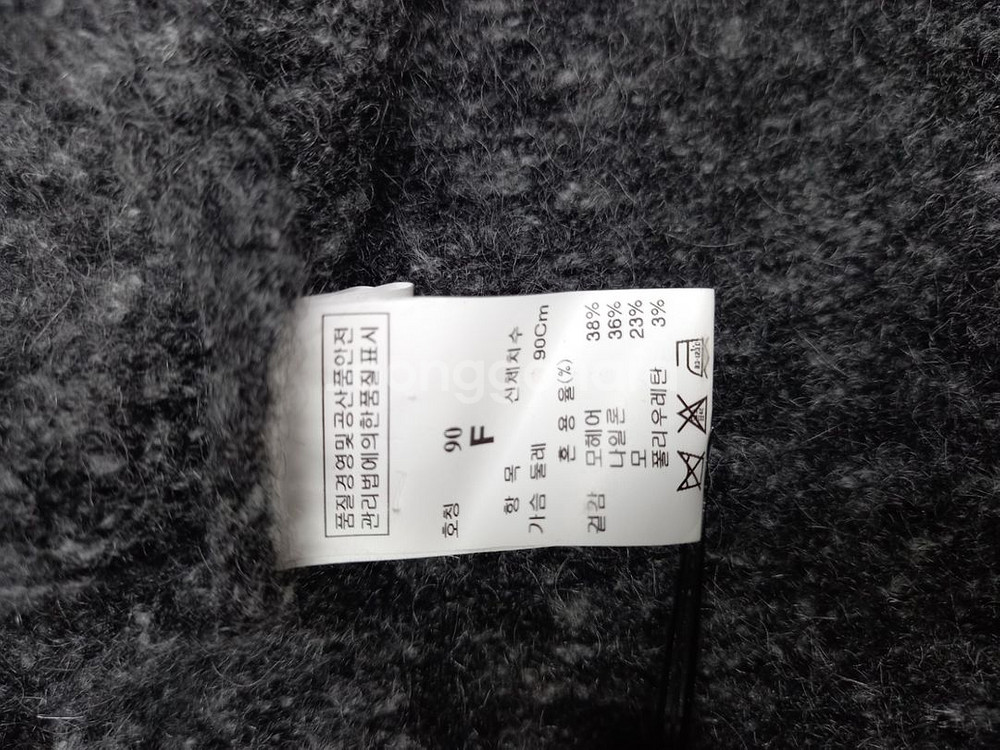 품질경영및공산품안전
관리법에의한품질표시
호칭 90
F
항 목 신체치수
가슴 둘레 90Cm
혼 용 율(%)
겉감 모헤어 38%
나일론 36%
모 23%
폴리우레탄 3%